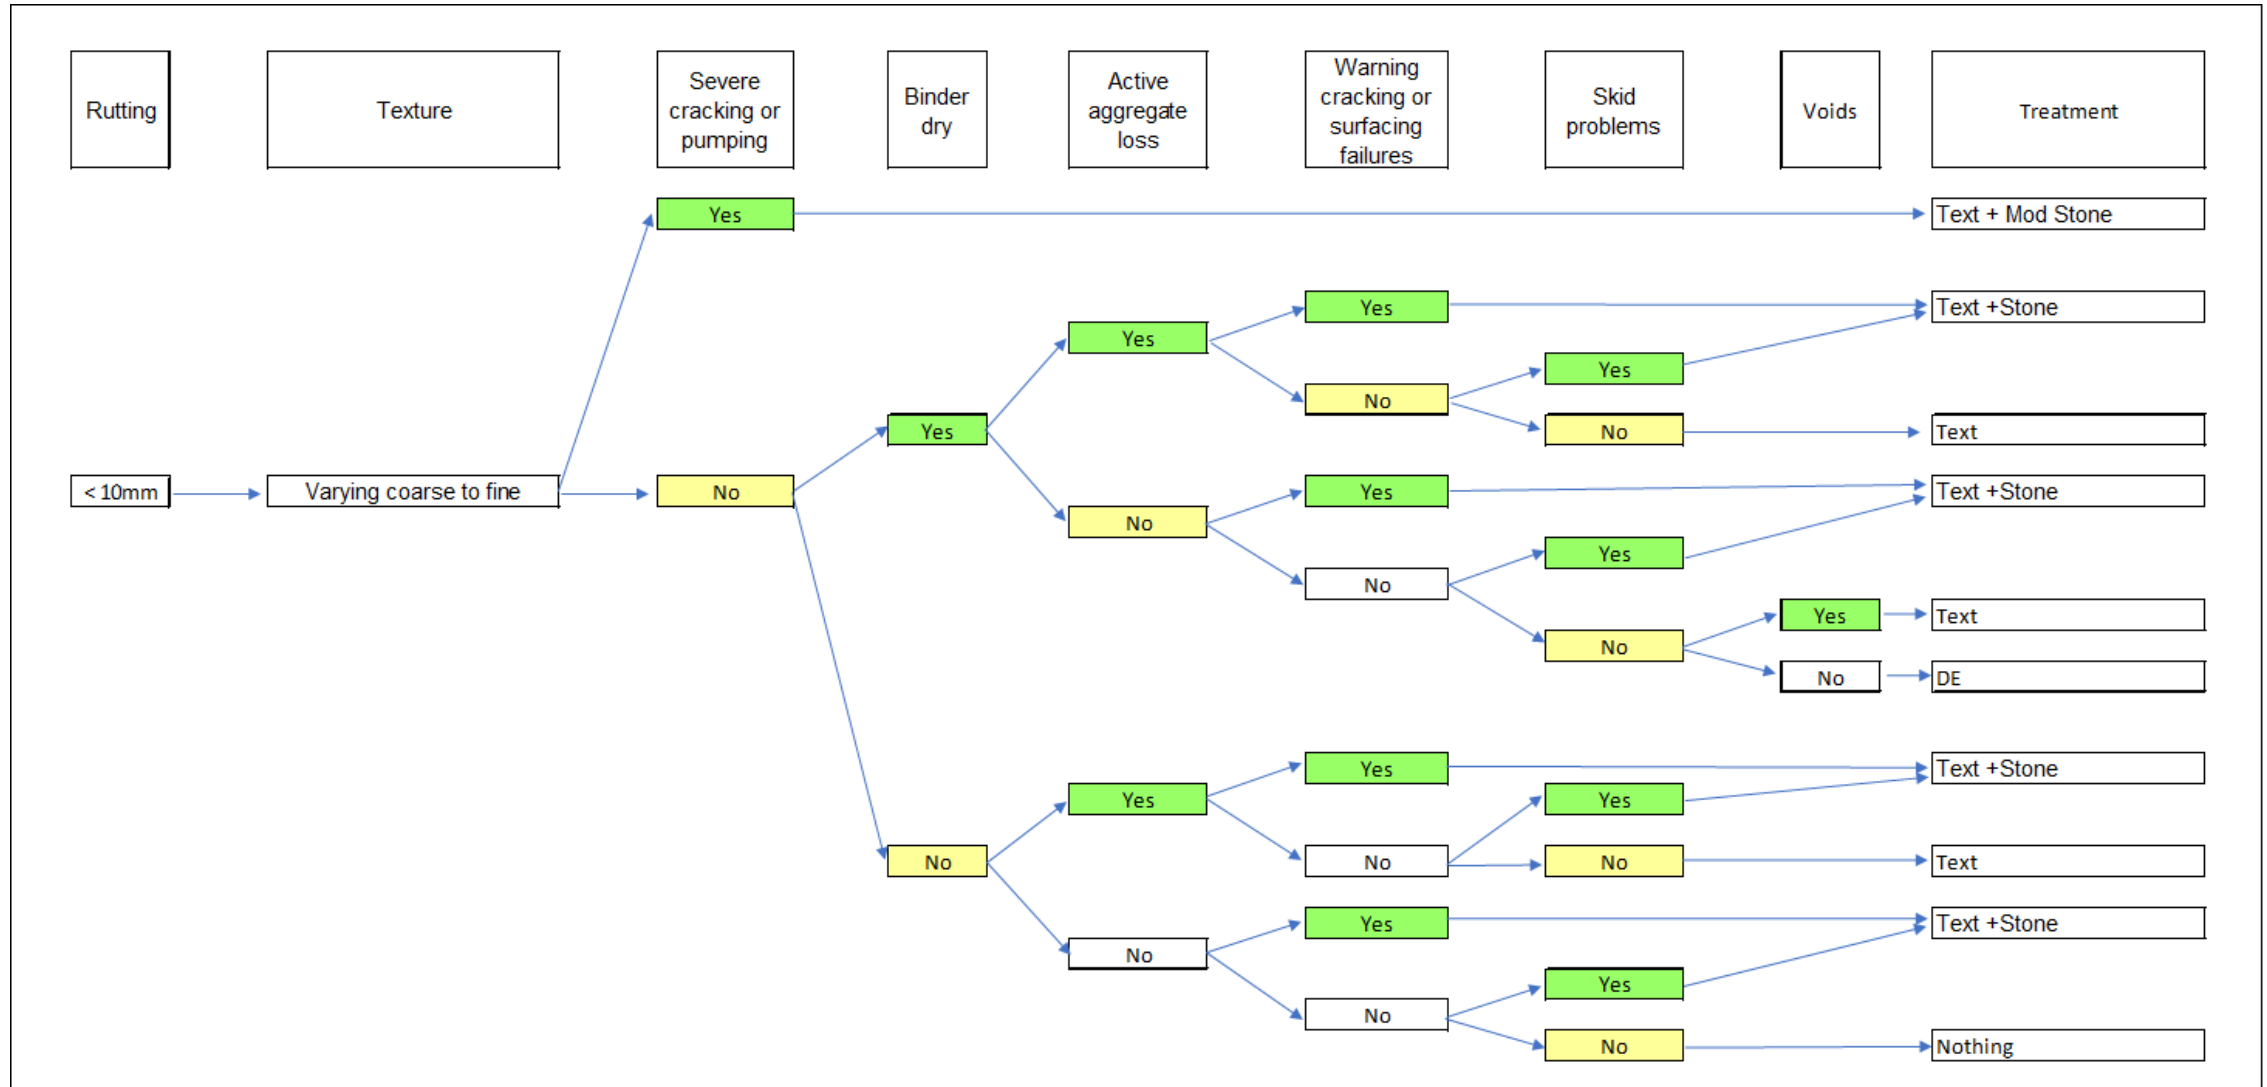 Rutting
Texture
Severe
cracking or
pumping
Binder
dry
Active
aggregate
loss
Warning
cracking or
surfacing
failures
Skid
problems
Voids
Treatment
Yes
Text + Mod Stone
Yes
Text +Stone
Yes
Yes
No
Yes
No
Text
< 10mm
Varying coarse to fine
No
Yes
Text +Stone
No
Yes
No
Yes
Text
No
No
DE
Yes
Text +Stone
Yes
Yes
No
No
No
Text
Yes
Text +Stone
No
Yes
No
No
Nothing